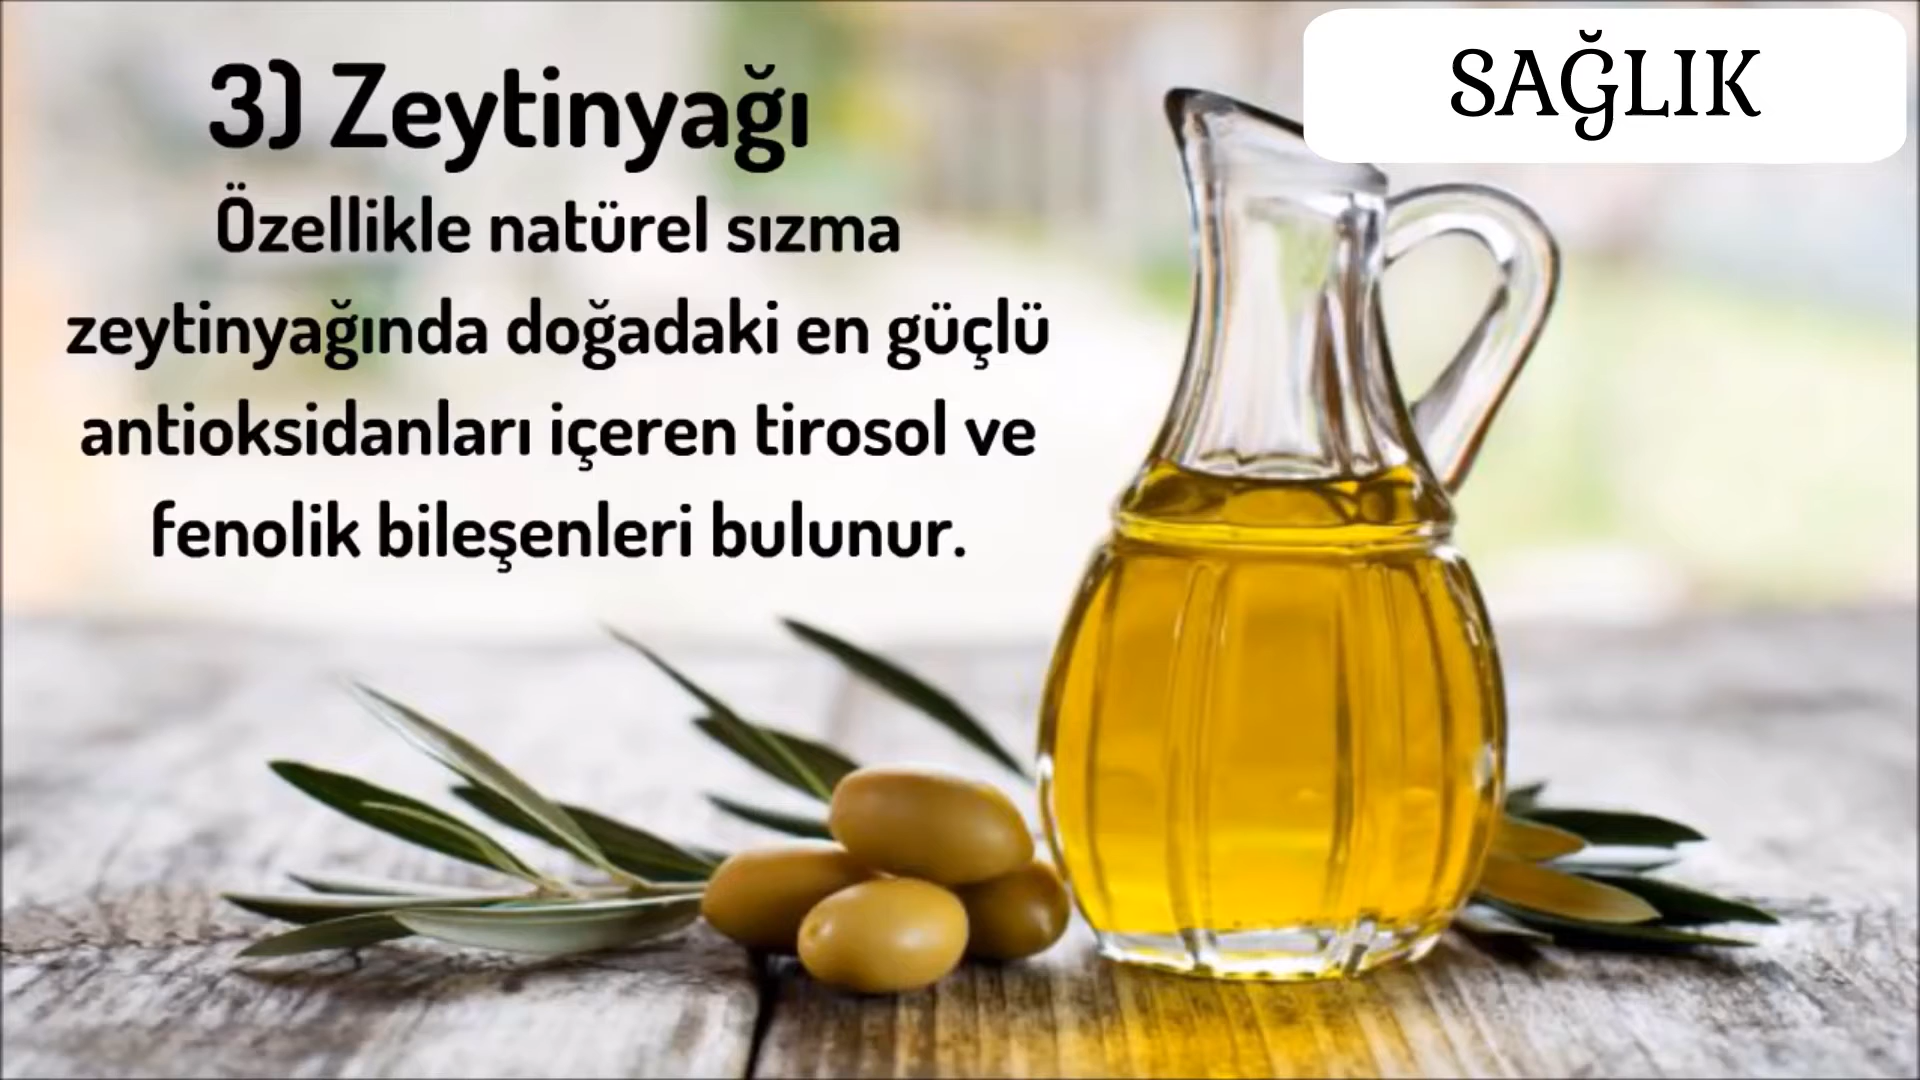 SAĞLIK
3) Zeytinyağı
Özellikle natürel sızma
zeytinyağında doğadaki en güçlü
antioksidanları içeren tirosol ve
fenolik bileşenleri bulunur.